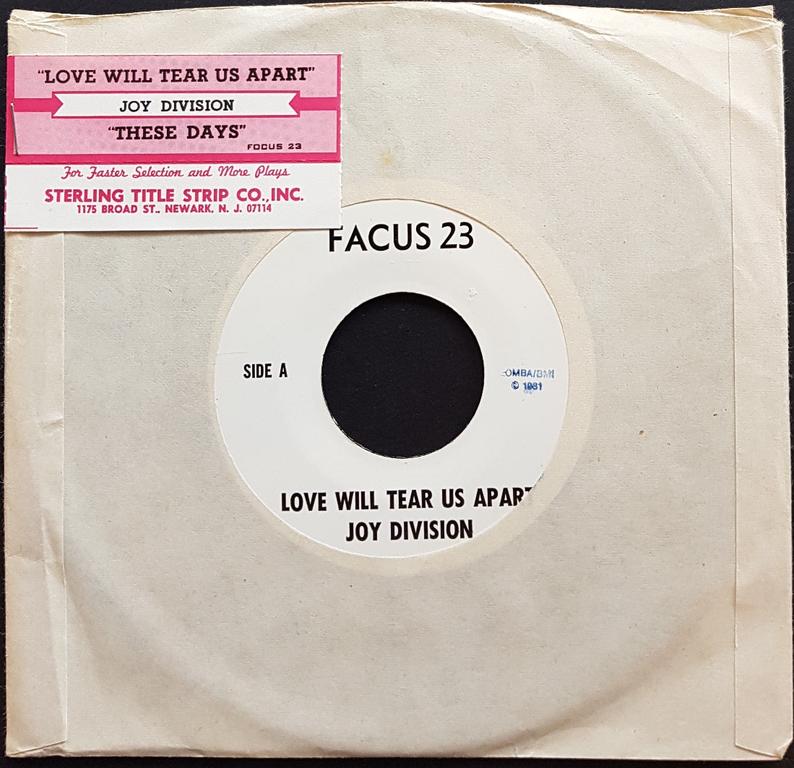 "LOVE WILL TEAR US APART"
JOY DIVISION
"THESE DAYS"
FOCUS 23
For Faster Selection and More Plays
STERLING TITLE STRIP CO., INC.
1175 BROAD ST., NEWARK, N. J. 07114
FACUS 23
SIDE A
OMBA/BMI
© 1981
LOVE WILL TEAR US APART
JOY DIVISION